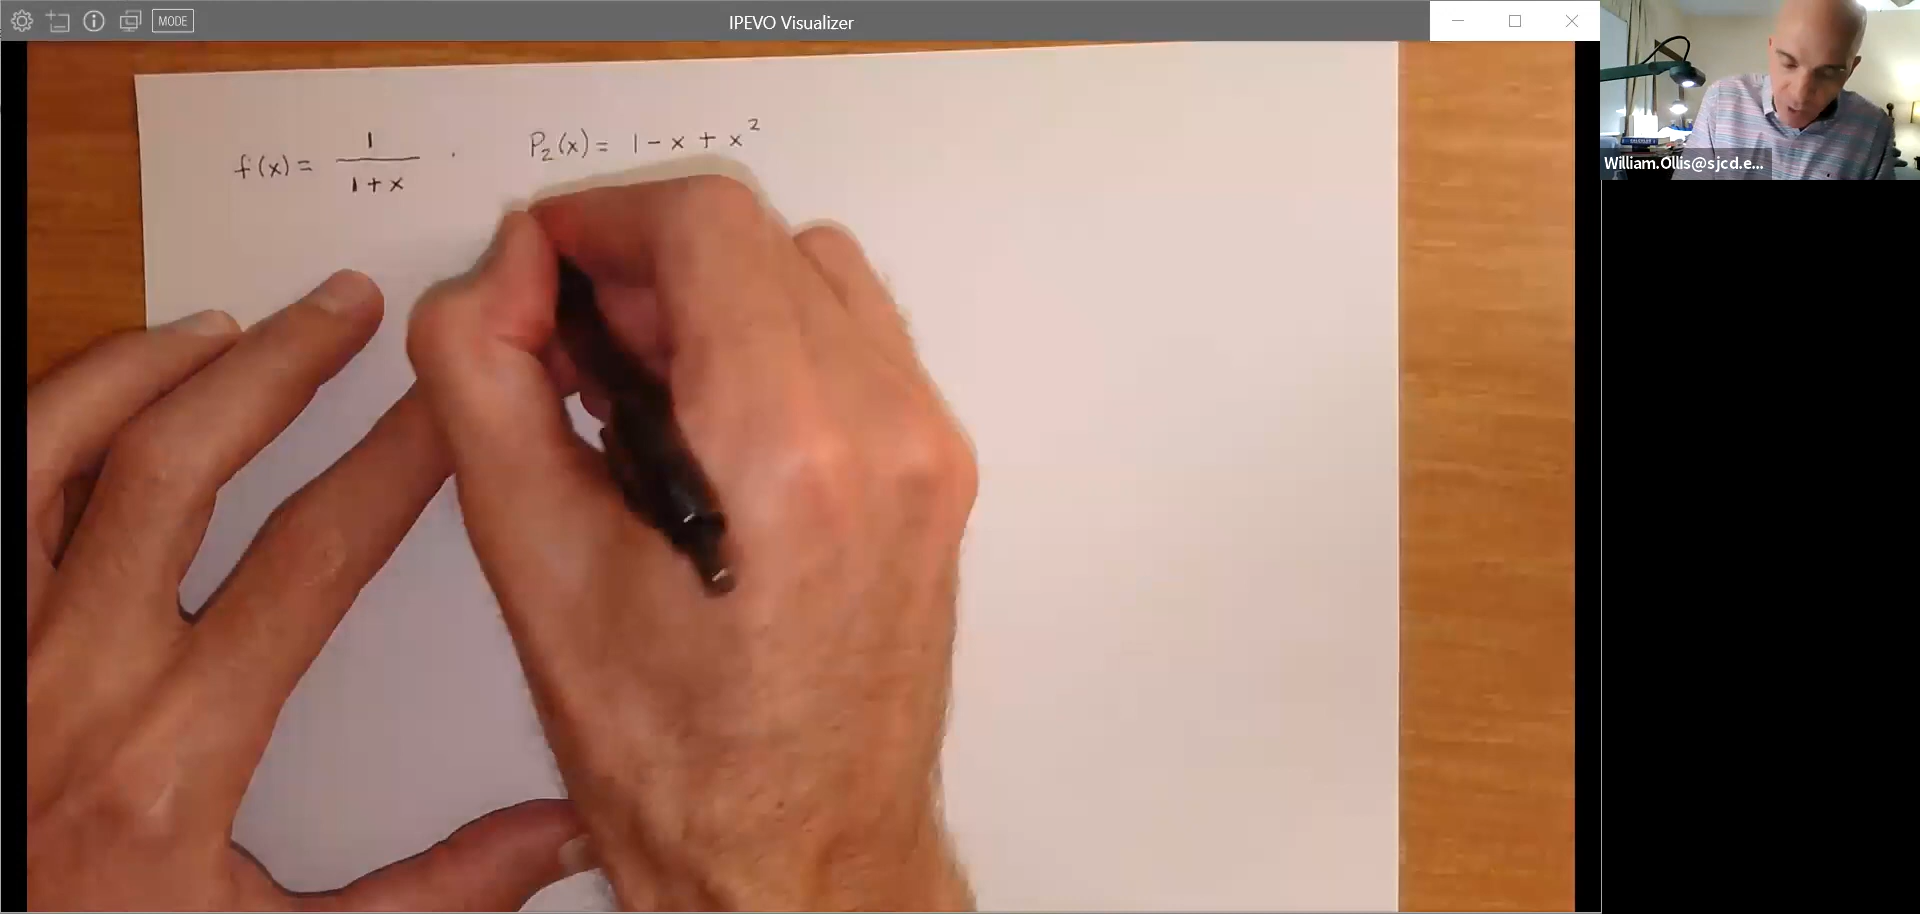 MODE
IPEVO Visualizer
f(x) = 1/(1+x) . P₂(x) = 1 - x + x²
William.Ollis@sjcd.e...